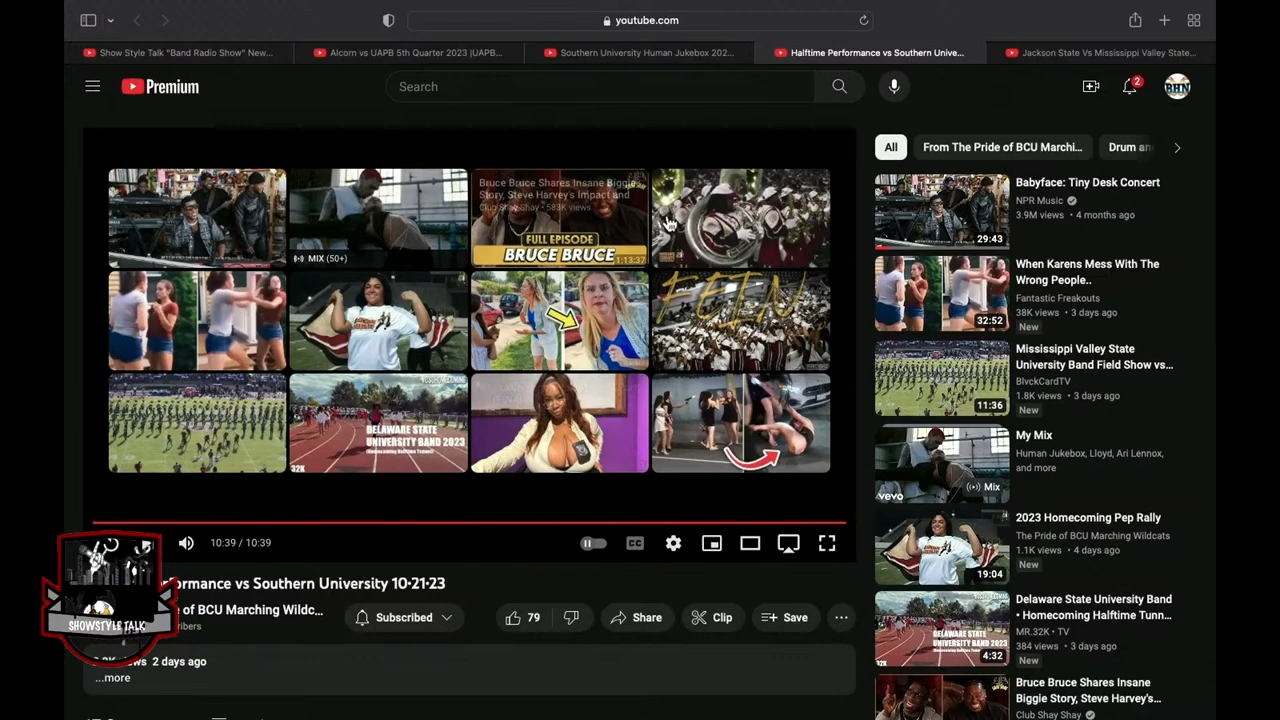 youtube.com
Show Style Talk "Band Radio Show" New...
Alcorn vs UAPB 5th Quarter 2023 |UAPB...
Southern University Human Jukebox 202...
Halftime Performance vs Southern Unive...
Jackson State Vs Mississippi Valley State...
Premium
Search
2
BHN
All
From The Pride of BCU Marchi...
Drum an
Bruce Bruce Shares Insane Biggie
Story, Steve Harvey's Impact and
Club Shay Shay • 583K views
FULL EPISODE
BRUCE BRUCE
1:13:37
MIX (50+)
FEIN
DELAWARE STATE
UNIVERSITY BAND 2023
32K
10:39 / 10:39
CC
rformance vs Southern University 10•21•23
e of BCU Marching Wildc...
ribers
Subscribed
79
Share
Clip
Save
views 2 days ago
...more
SHOWSTYLE TALK
Babyface: Tiny Desk Concert
NPR Music
3.9M views • 4 months ago
29:43
When Karens Mess With The
Wrong People..
Fantastic Freakouts
38K views • 3 days ago
New
32:52
Mississippi Valley State
University Band Field Show vs...
BlvckCardTV
1.8K views • 3 days ago
New
11:36
My Mix
Human Jukebox, Lloyd, Ari Lennox,
and more
Mix
vevo
2023 Homecoming Pep Rally
The Pride of BCU Marching Wildcats
1.1K views • 4 days ago
New
19:04
Delaware State University Band
• Homecoming Halftime Tunn...
MR.32K • TV
384 views • 3 days ago
New
4:32
Bruce Bruce Shares Insane
Biggie Story, Steve Harvey's...
Club Shay Shay